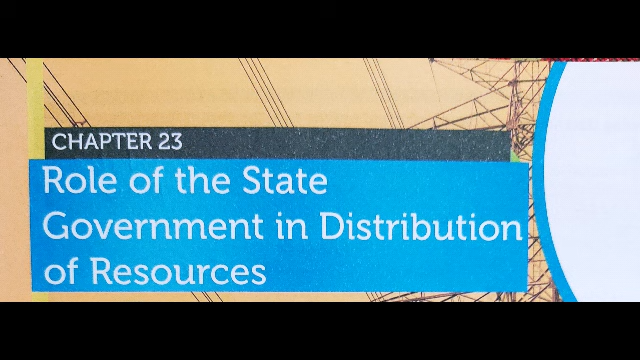 CHAPTER 23
Role of the State
Government in Distribution
of Resources